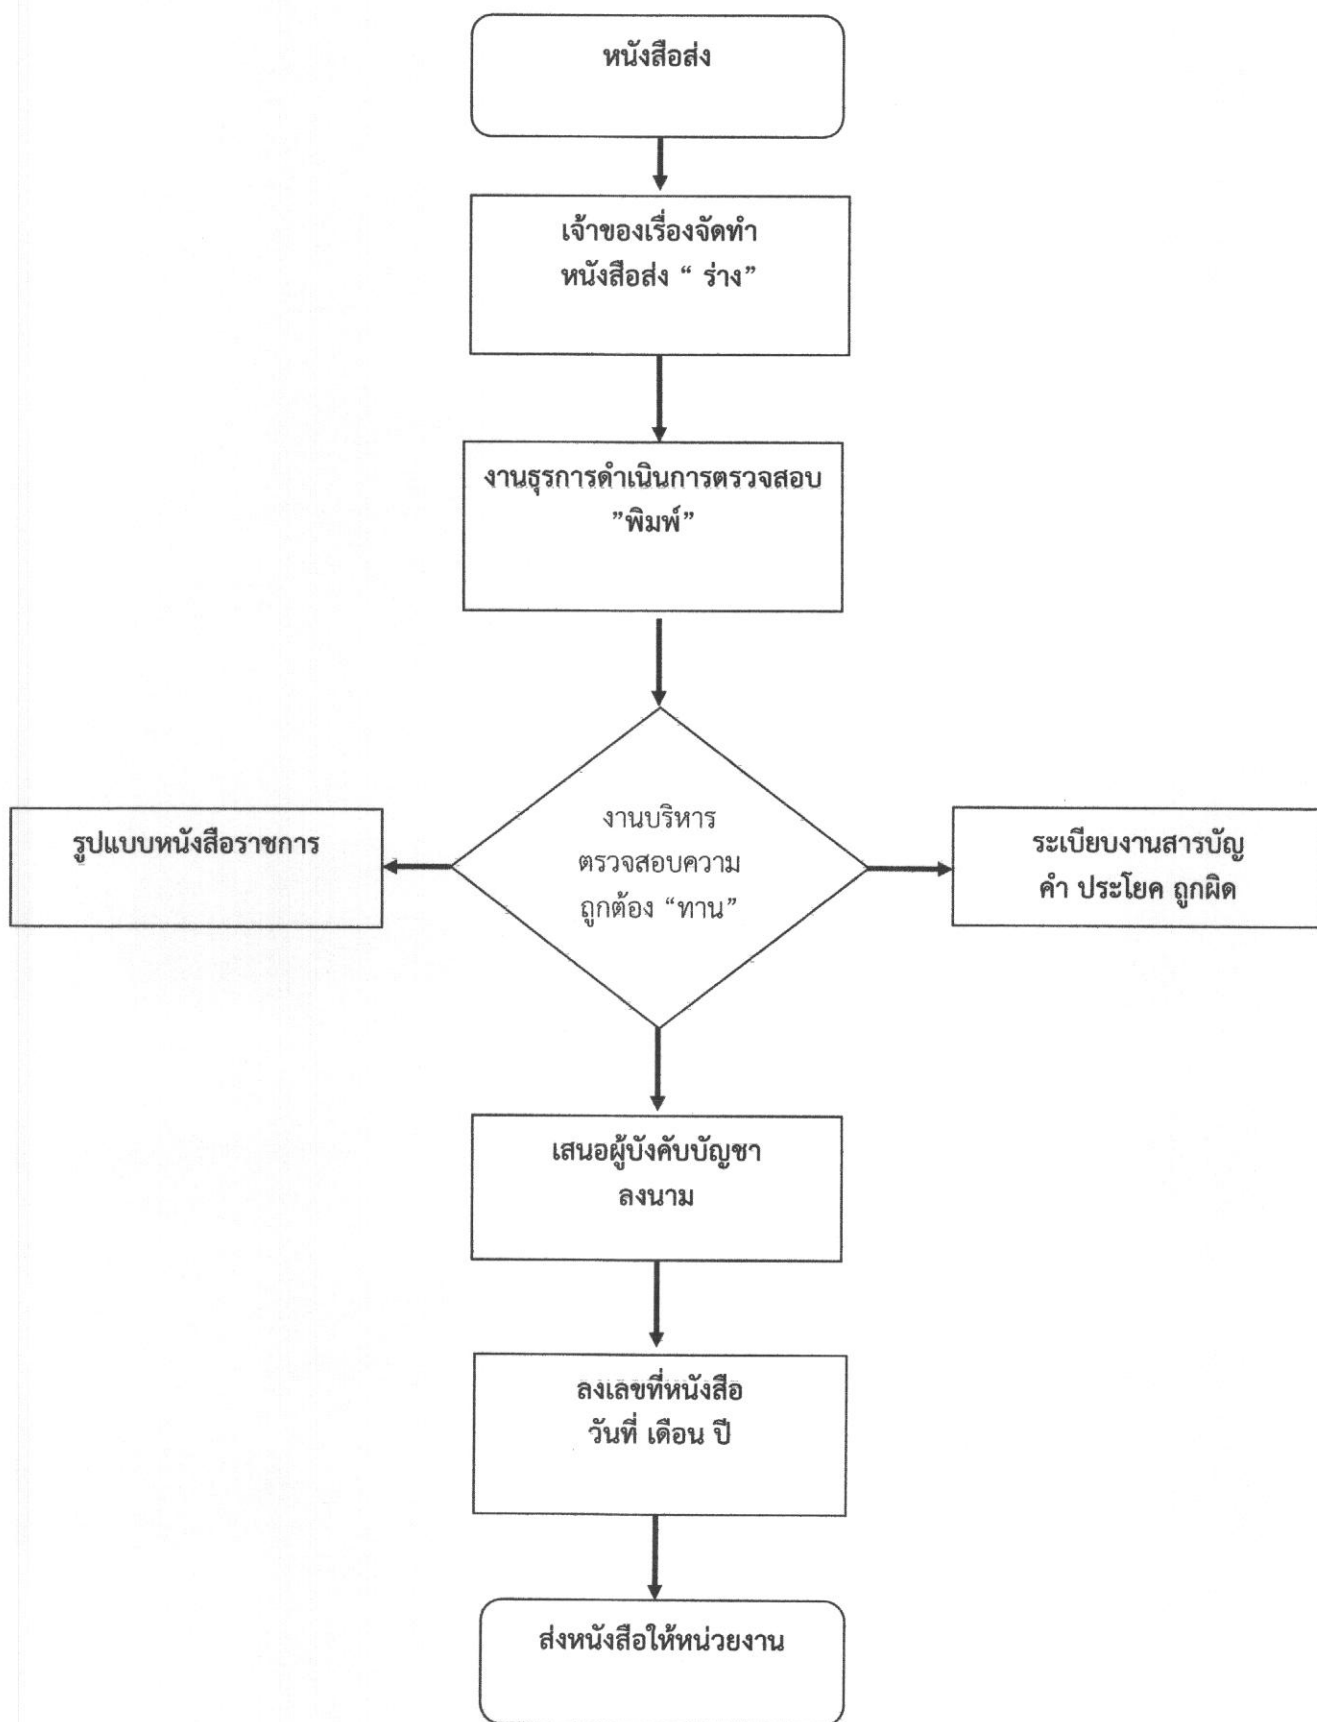 หนังสือส่ง
เจ้าของเรื่องจัดทำ
หนังสือส่ง “ ร่าง”
งานธุรการดำเนินการตรวจสอบ
”พิมพ์”
รูปแบบหนังสือราชการ
งานบริหาร
ตรวจสอบความ
ถูกต้อง “ทาน”
ระเบียบงานสารบัญ
คำ ประโยค ถูกผิด
เสนอผู้บังคับบัญชา
ลงนาม
ลงเลขที่หนังสือ
วันที่ เดือน ปี
ส่งหนังสือให้หน่วยงาน